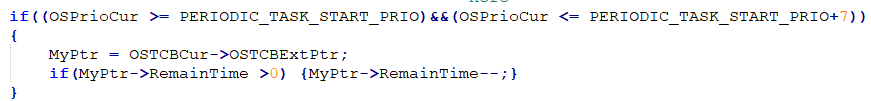 if((OSPrioCur >= PERIODIC_TASK_START_PRIO)&&(OSPrioCur <= PERIODIC_TASK_START_PRIO+7))
{
    MyPtr = OSTCBCur->OSTCBExtPtr;
    if(MyPtr->RemainTime >0) {MyPtr->RemainTime--;}
}